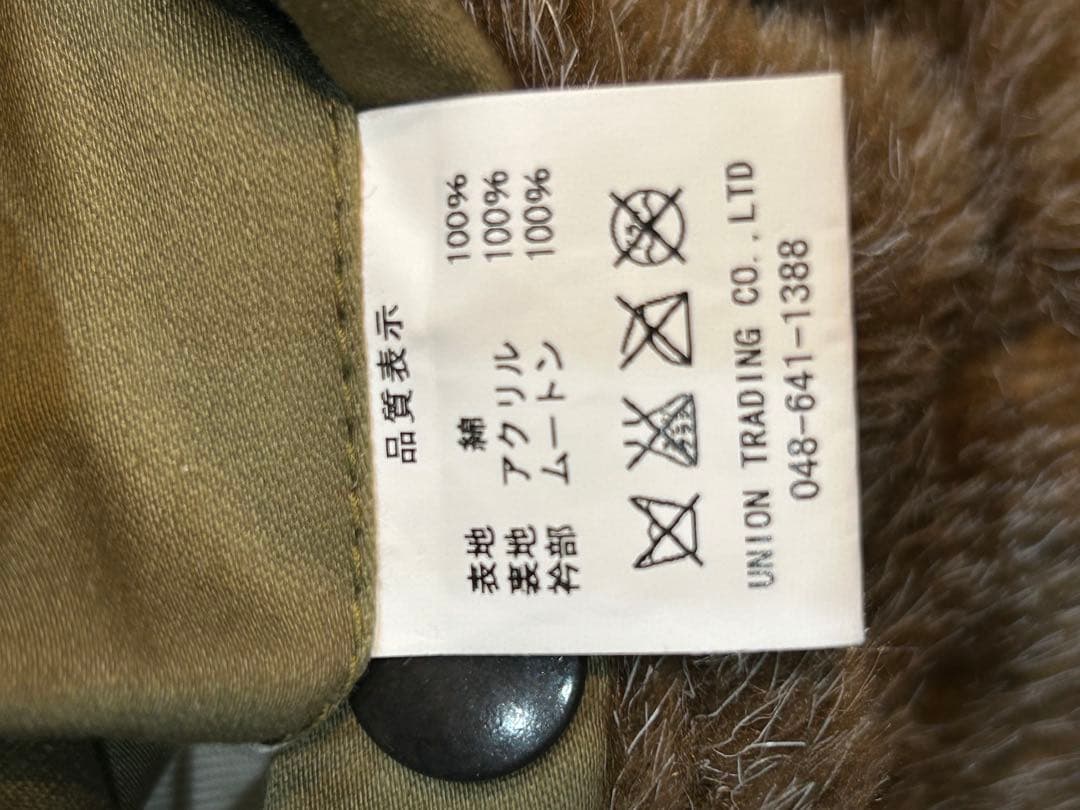 品質表示
表地 綿 100%
裏地 アクリル 100%
衿部 ムートン 100%
UNION TRADING CO.,LTD
048-641-1388